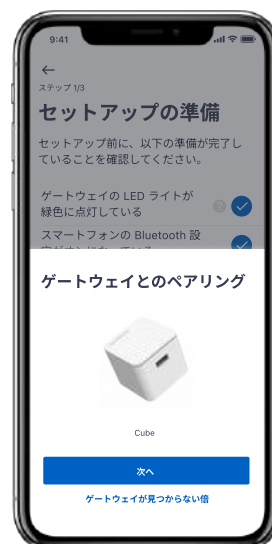 9:41
ステップ 1/3
セットアップの準備
セットアップ前に、以下の準備が完了し
ていることを確認してください。
ゲートウェイの LED ライトが
緑色に点灯している
スマートフォンの Bluetooth 設
ゲートウェイとのペアリング
Cube
次へ
ゲートウェイが見つからない倍